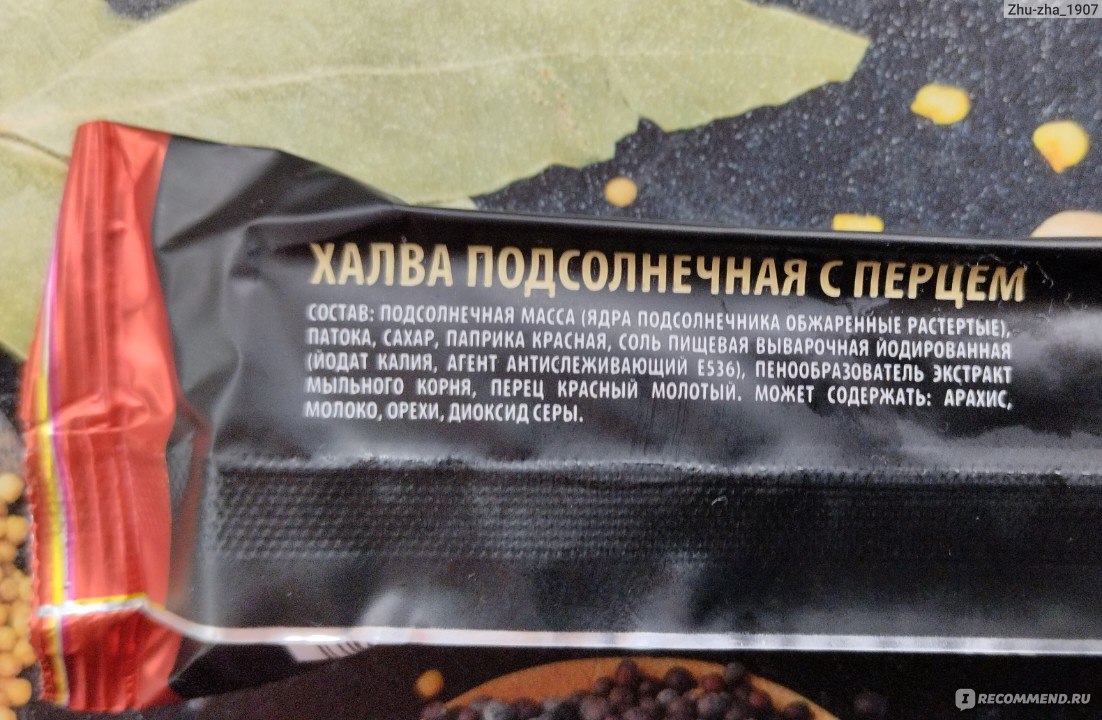 Zhu-zha_1907
ХАЛВА ПОДСОЛНЕЧНАЯ С ПЕРЦЕМ
СОСТАВ: ПОДСОЛНЕЧНАЯ МАССА (ЯДРА ПОДСОЛНЕЧНИКА ОБЖАРЕННЫЕ РАСТЕРТЫЕ),
ПАТОКА, САХАР, ПАПРИКА КРАСНАЯ, СОЛЬ ПИЩЕВАЯ ВЫВАРОЧНАЯ ЙОДИРОВАННАЯ
(ЙОДАТ КАЛИЯ, АГЕНТ АНТИСЛЕЖИВАЮЩИЙ Е536), ПЕНООБРАЗОВАТЕЛЬ ЭКСТРАКТ
МЫЛЬНОГО КОРНЯ, ПЕРЕЦ КРАСНЫЙ МОЛОТЫЙ. МОЖЕТ СОДЕРЖАТЬ: АРАХИС,
МОЛОКО, ОРЕХИ, ДИОКСИД СЕРЫ.
I RECOMMEND.RU